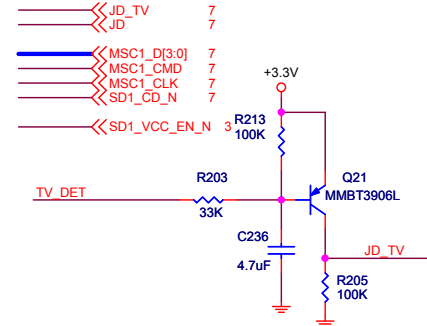 JD_TV 7
JD 7
MSC1_D[3:0] 7
MSC1_CMD 7
MSC1_CLK 7
SD1_CD_N 7
SD1_VCC_EN_N 3
+3.3V
R213
100K
Q21
MMBT3906L
TV_DET
R203
33K
C236
4.7uF
JD_TV
R205
100K